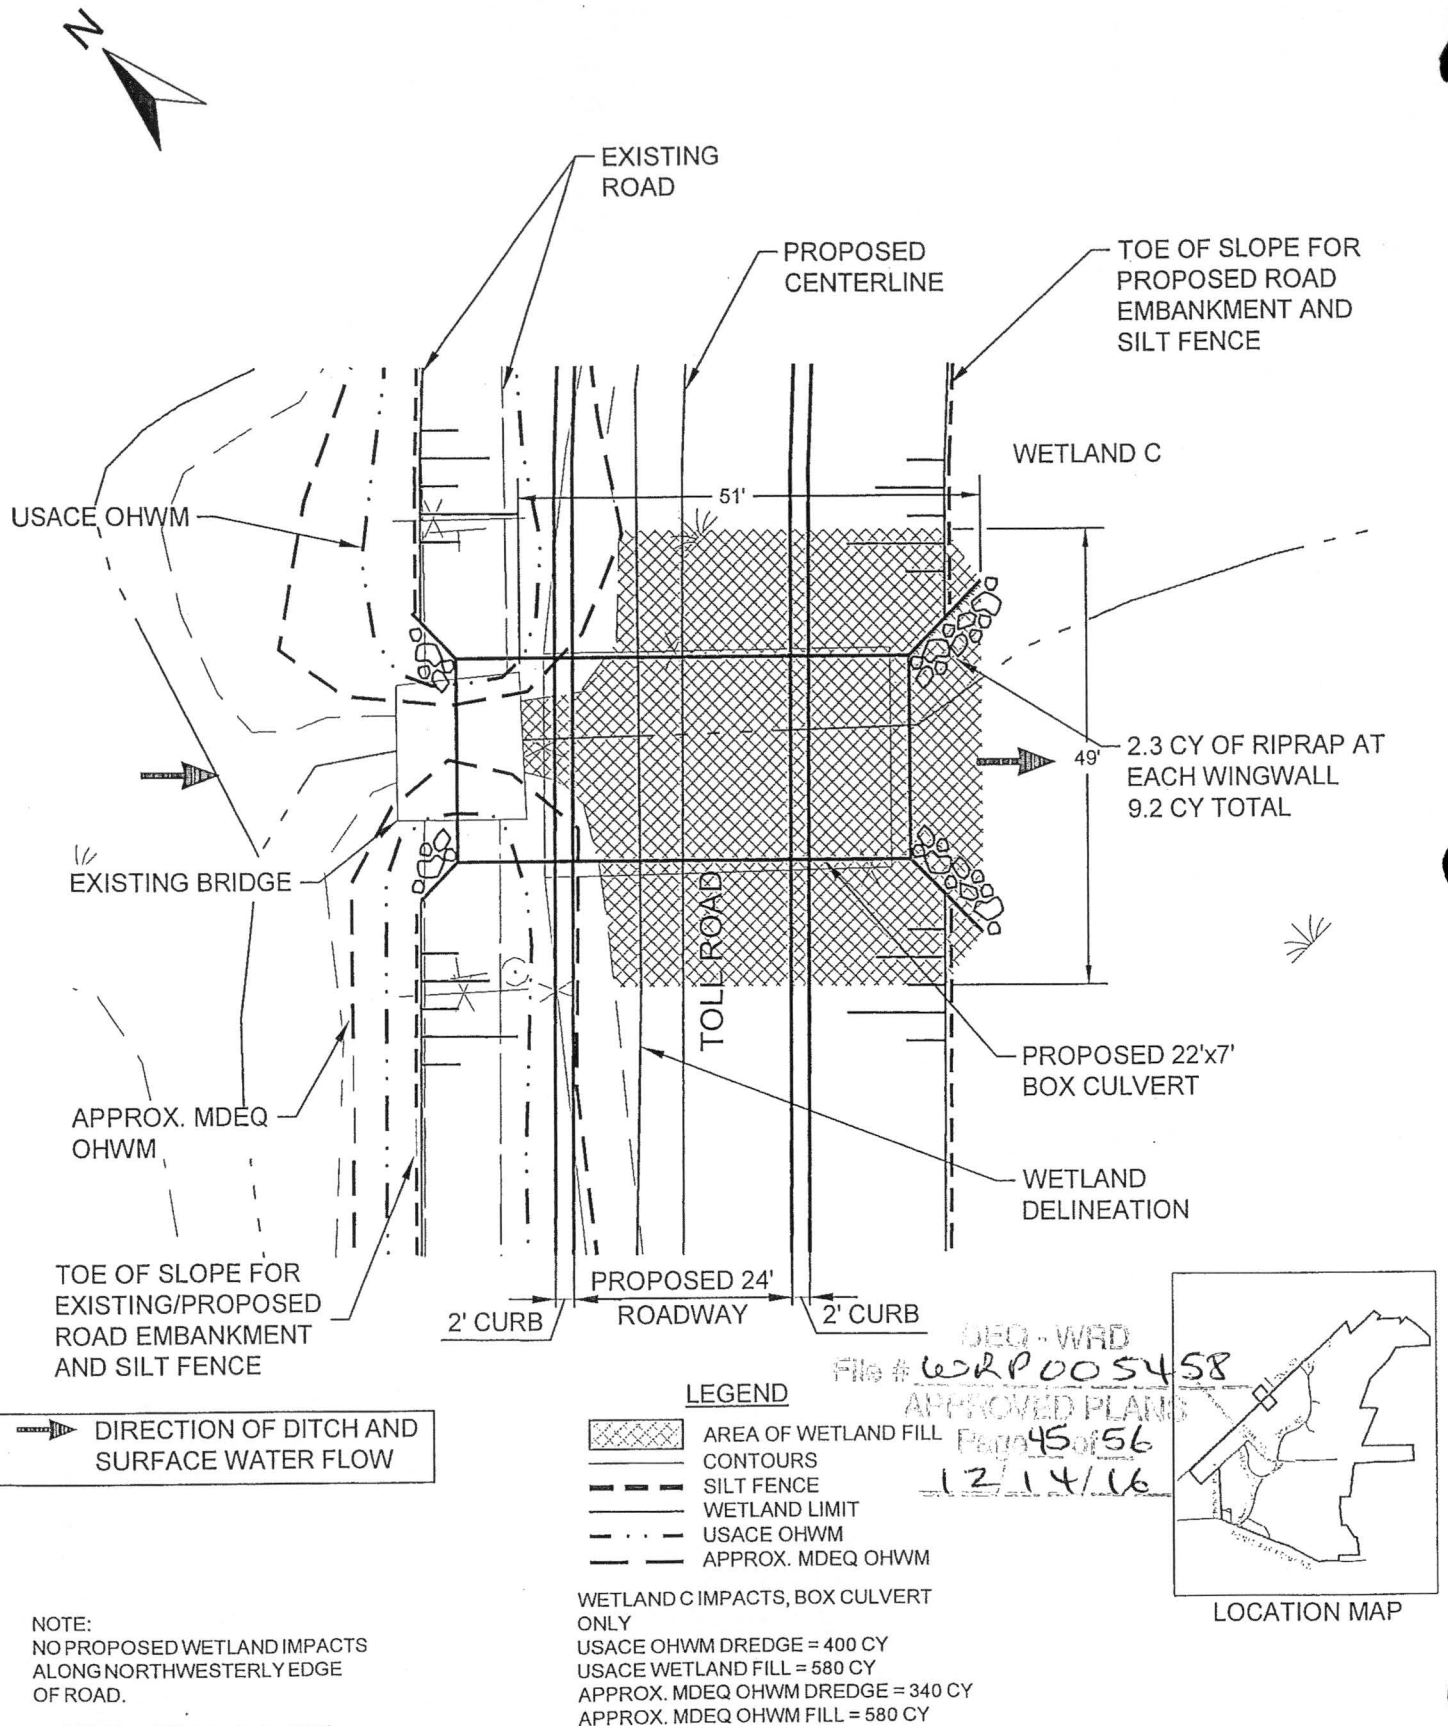 N
EXISTING
ROAD
PROPOSED
CENTERLINE
TOE OF SLOPE FOR
PROPOSED ROAD
EMBANKMENT AND
SILT FENCE
WETLAND C
51'
USACE OHWM
49'
2.3 CY OF RIPRAP AT
EACH WINGWALL
9.2 CY TOTAL
EXISTING BRIDGE
TOLL ROAD
PROPOSED 22'x7'
BOX CULVERT
APPROX. MDEQ
OHWM
WETLAND
DELINEATION
TOE OF SLOPE FOR
EXISTING/PROPOSED
ROAD EMBANKMENT
AND SILT FENCE
2' CURB
PROPOSED 24'
ROADWAY
2' CURB
DEQ - WRD
File # WRP005458
APPROVED PLANS
Page 45 of 56
12/14/16
DIRECTION OF DITCH AND
SURFACE WATER FLOW
LEGEND
AREA OF WETLAND FILL
CONTOURS
SILT FENCE
WETLAND LIMIT
USACE OHWM
APPROX. MDEQ OHWM
LOCATION MAP
NOTE:
NO PROPOSED WETLAND IMPACTS
ALONG NORTHWESTERLY EDGE
OF ROAD.
WETLAND C IMPACTS, BOX CULVERT
ONLY
USACE OHWM DREDGE = 400 CY
USACE WETLAND FILL = 580 CY
APPROX. MDEQ OHWM DREDGE = 340 CY
APPROX. MDEQ OHWM FILL = 580 CY